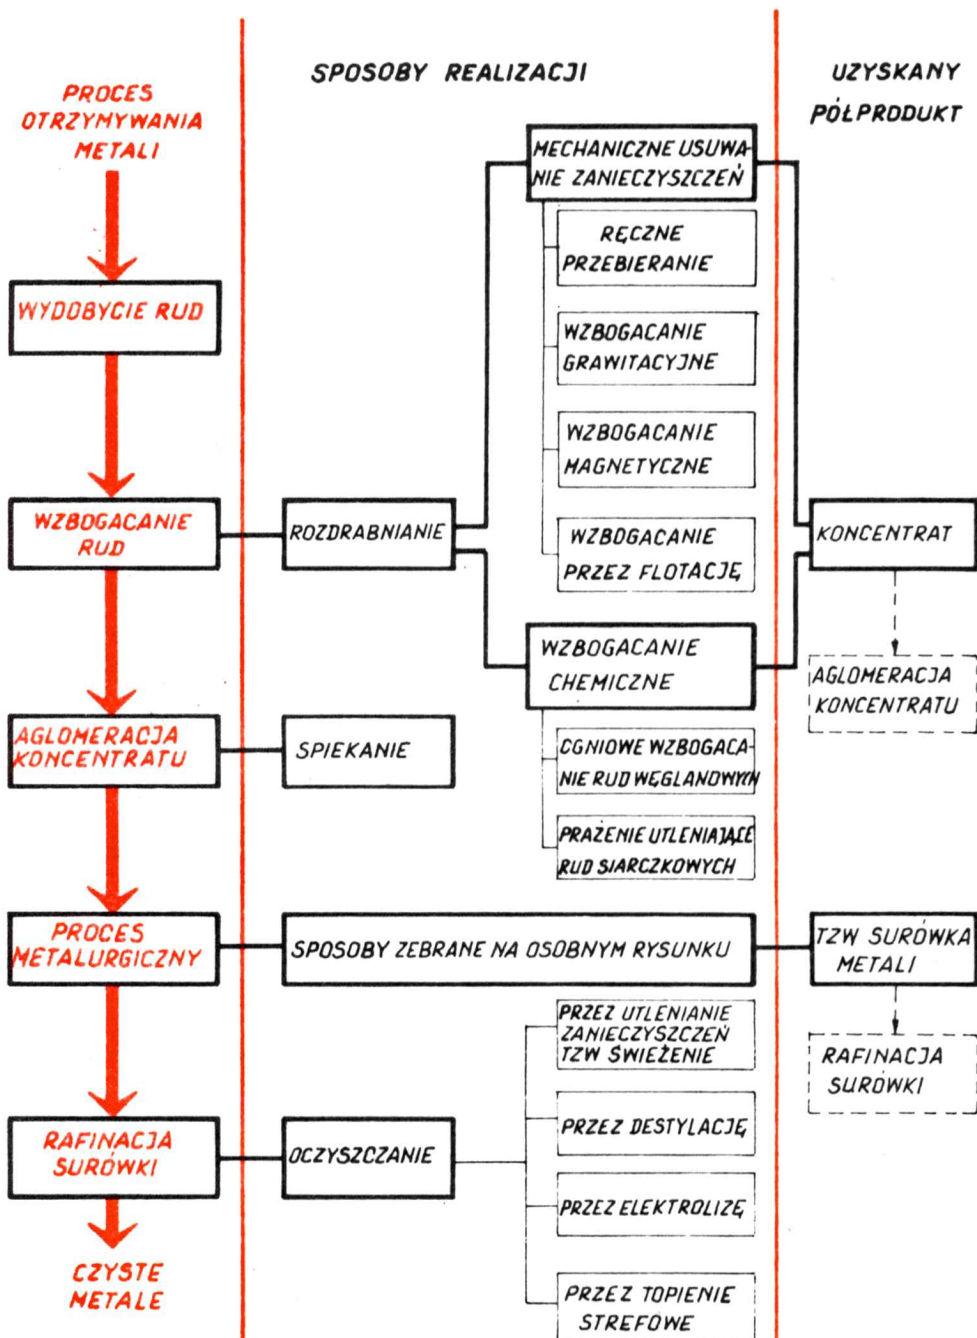 PROCES
OTRZYMYWANIA
METALI
WYDOBYCIE RUD
WZBOGACANIE
RUD
AGLOMERACJA
KONCENTRATU
PROCES
METALURGICZNY
RAFINACJA
SURÓWKI
CZYSTE
METALE
SPOSOBY REALIZACJI
ROZDRABNIANIE
MECHANICZNE USUWA-
NIE ZANIECZYSZCZEŃ
RĘCZNE
PRZEBIERANIE
WZBOGACANIE
GRAWITACYJNE
WZBOGACANIE
MAGNETYCZNE
WZBOGACANIE
PRZEZ FLOTACJĘ
WZBOGACANIE
CHEMICZNE
CGNIOWE WZBOGACA-
NIE RUD WĘGLANOWYCH
PRAŻENIE UTLENIAJĄCE
RUD SIARCZKOWYCH
SPIEKANIE
SPOSOBY ZEBRANE NA OSOBNYM RYSUNKU
OCZYSZCZANIE
PRZEZ UTLENIANIE
ZANIECZYSZCZEŃ
TZW ŚWIEŻENIE
PRZEZ DESTYLACJĘ
PRZEZ ELEKTROLIZĘ
PRZEZ TOPIENIE
STREFOWE
UZYSKANY
PÓŁPRODUKT
KONCENTRAT
AGLOMERACJA
KONCENTRATU
TZW SURÓWKA
METALI
RAFINACJA
SURÓWKI